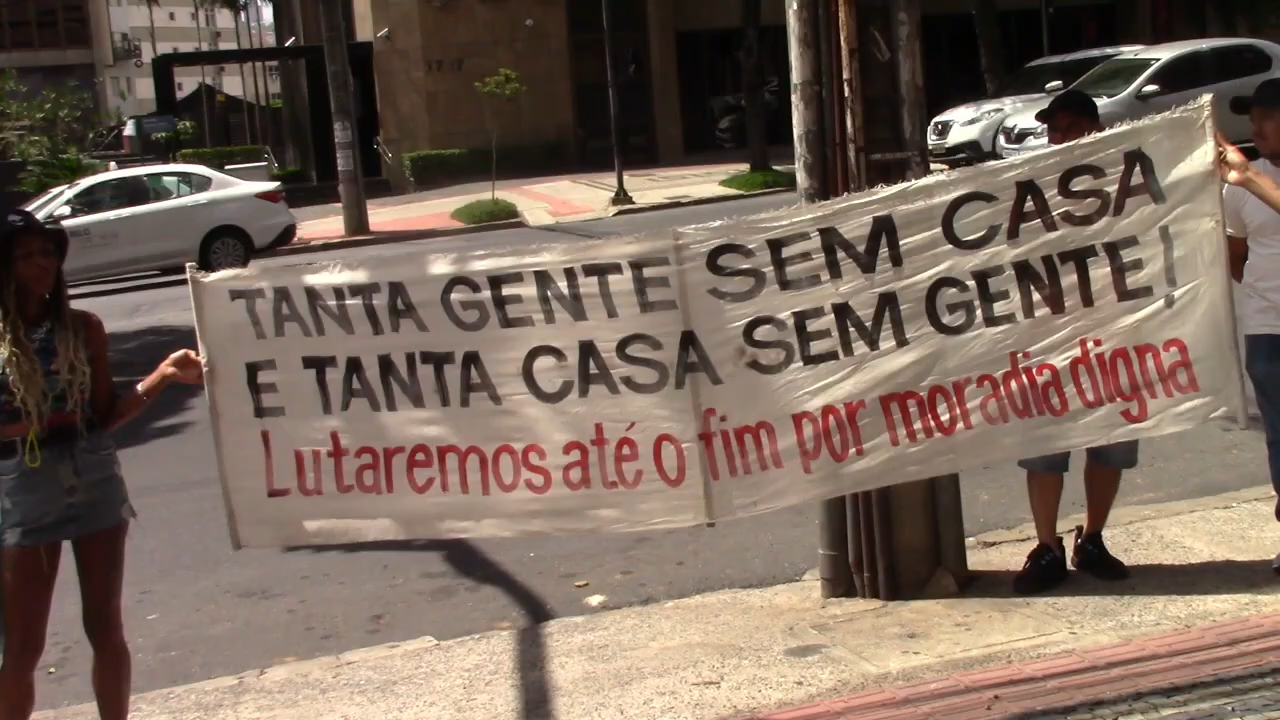 TANTA GENTE SEM CASA
E TANTA CASA SEM GENTE!
Lutaremos até o fim por moradia digna